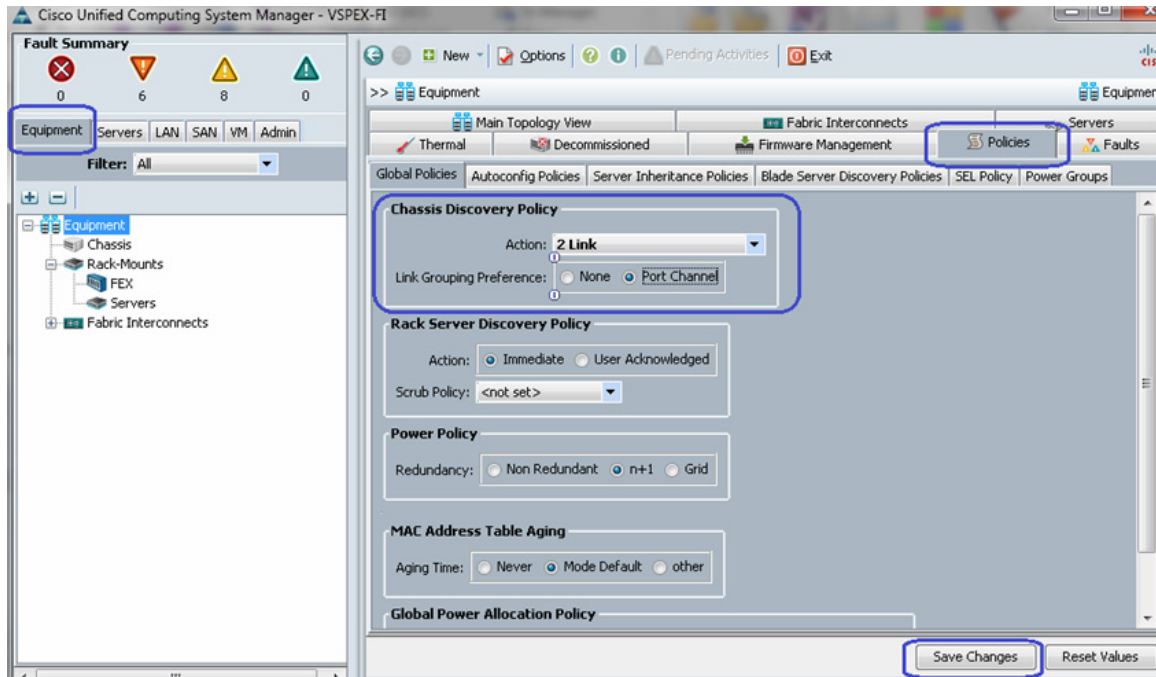 Cisco Unified Computing System Manager - VSPEX-FI
Fault Summary
0 6 8 0
Equipment Servers LAN SAN VM Admin
Filter: All
Equipment
Chassis
Rack-Mounts
FEX
Servers
Fabric Interconnects
New Options Pending Activities Exit
>> Equipment Equipment
Main Topology View Fabric Interconnects Servers
Thermal Decommissioned Firmware Management Policies Faults
Global Policies Autoconfig Policies Server Inheritance Policies Blade Server Discovery Policies SEL Policy Power Groups
Chassis Discovery Policy
Action: 2 Link
Link Grouping Preference: None Port Channel
Rack Server Discovery Policy
Action: Immediate User Acknowledged
Scrub Policy: <not set>
Power Policy
Redundancy: Non Redundant n+1 Grid
MAC Address Table Aging
Aging Time: Never Mode Default other
Global Power Allocation Policy
Save Changes Reset Values